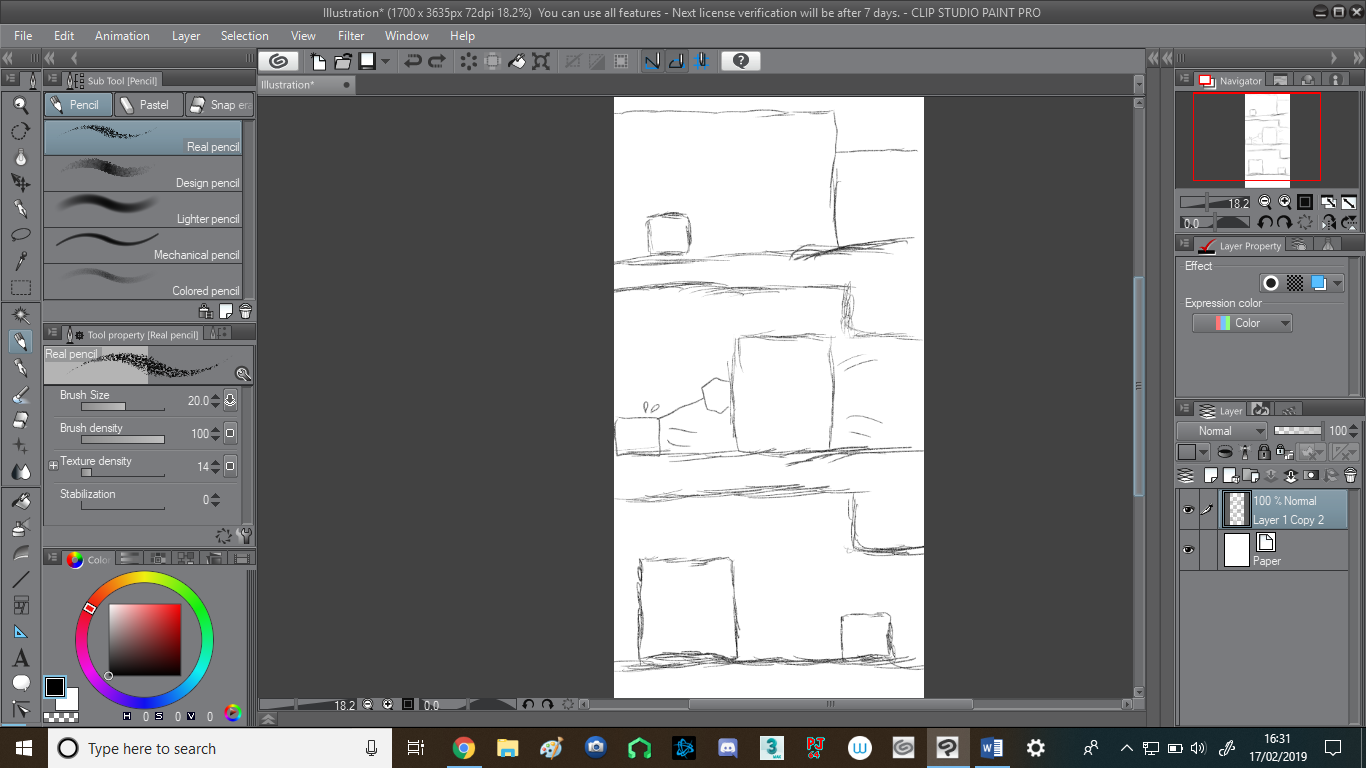 Illustration* (1700 x 3635px 72dpi 18.2%)  You can use all features - Next license verification will be after 7 days. - CLIP STUDIO PAINT PRO
File Edit Animation Layer Selection View Filter Window Help
Sub Tool [Pencil]
Illustration*
Navigator
Pencil Pastel Snap era
Real pencil
Design pencil
Lighter pencil
Mechanical pencil
Colored pencil
18.2
0.0
Layer Property
Effect
Expression color
Color
Tool property [Real pencil]
Real pencil
Brush Size 20.0
Brush density 100
Texture density 14
Stabilization 0
Layer
Normal 100
100 % Normal
Layer 1 Copy 2
Paper
Color
H 0 S 0 V 0
18.2 0.0
Type here to search
16:31
17/02/2019